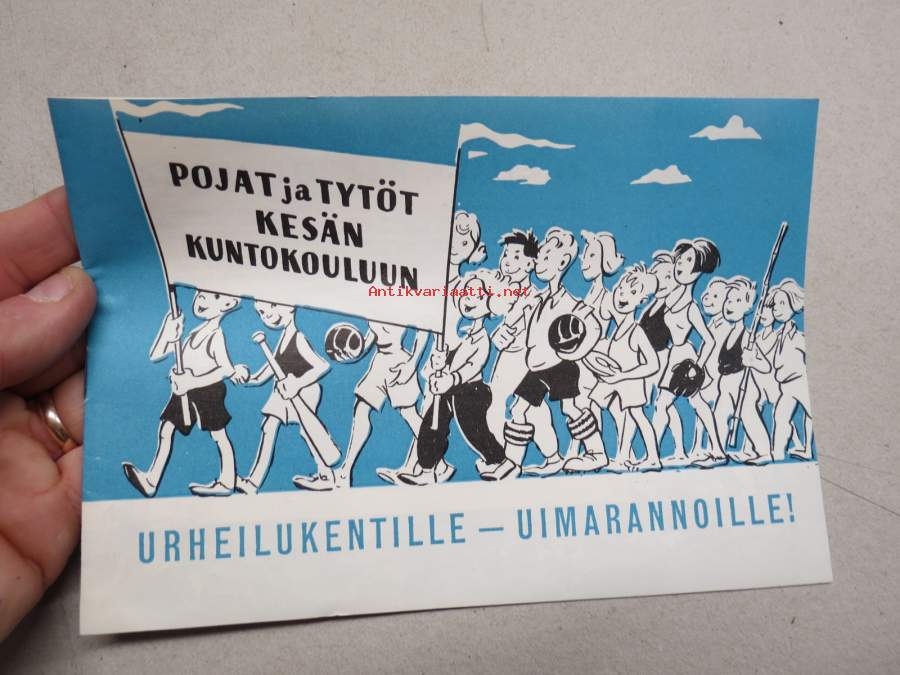 POJAT ja TYTÖT
KESÄN
KUNTOKOULUUN
Antikvariaatti.net
URHEILUKENTILLE — UIMARANNOILLE!